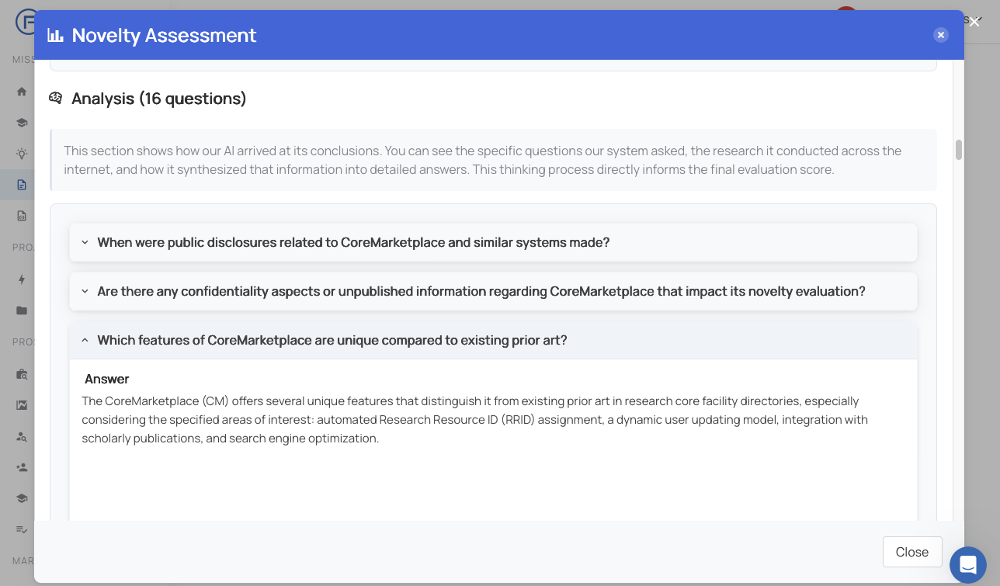 Novelty Assessment
S
MISS
Analysis (16 questions)
This section shows how our AI arrived at its conclusions. You can see the specific questions our system asked, the research it conducted across the
internet, and how it synthesized that information into detailed answers. This thinking process directly informs the final evaluation score.
When were public disclosures related to CoreMarketplace and similar systems made?
PROJ
Are there any confidentiality aspects or unpublished information regarding CoreMarketplace that impact its novelty evaluation?
Which features of CoreMarketplace are unique compared to existing prior art?
PROS
Answer
The CoreMarketplace (CM) offers several unique features that distinguish it from existing prior art in research core facility directories, especially
considering the specified areas of interest: automated Research Resource ID (RRID) assignment, a dynamic user updating model, integration with
scholarly publications, and search engine optimization.
Close
MAR